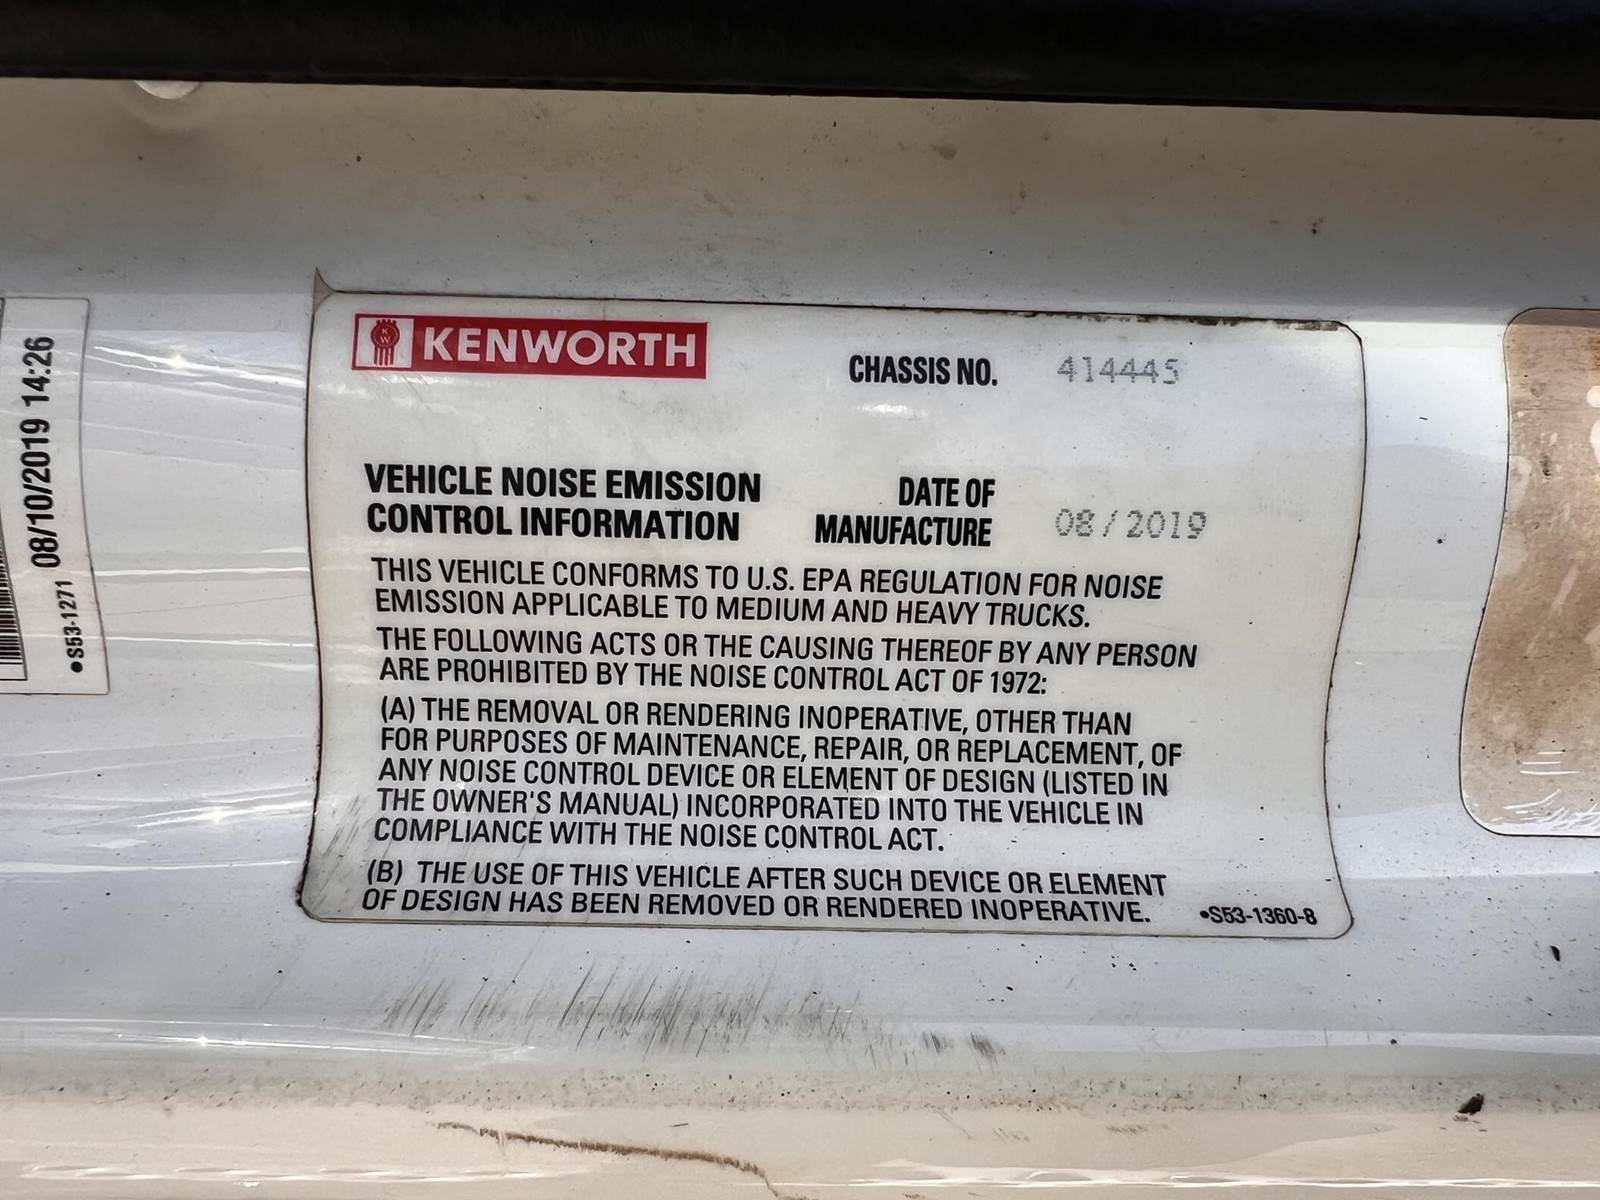 08/10/2019 14:26
•S53-1271
KW KENWORTH
CHASSIS NO. 414445
VEHICLE NOISE EMISSION
CONTROL INFORMATION
DATE OF
MANUFACTURE 08/2019
THIS VEHICLE CONFORMS TO U.S. EPA REGULATION FOR NOISE
EMISSION APPLICABLE TO MEDIUM AND HEAVY TRUCKS.
THE FOLLOWING ACTS OR THE CAUSING THEREOF BY ANY PERSON
ARE PROHIBITED BY THE NOISE CONTROL ACT OF 1972:
(A) THE REMOVAL OR RENDERING INOPERATIVE, OTHER THAN
FOR PURPOSES OF MAINTENANCE, REPAIR, OR REPLACEMENT, OF
ANY NOISE CONTROL DEVICE OR ELEMENT OF DESIGN (LISTED IN
THE OWNER'S MANUAL) INCORPORATED INTO THE VEHICLE IN
COMPLIANCE WITH THE NOISE CONTROL ACT.
(B) THE USE OF THIS VEHICLE AFTER SUCH DEVICE OR ELEMENT
OF DESIGN HAS BEEN REMOVED OR RENDERED INOPERATIVE.
•S53-1360-8